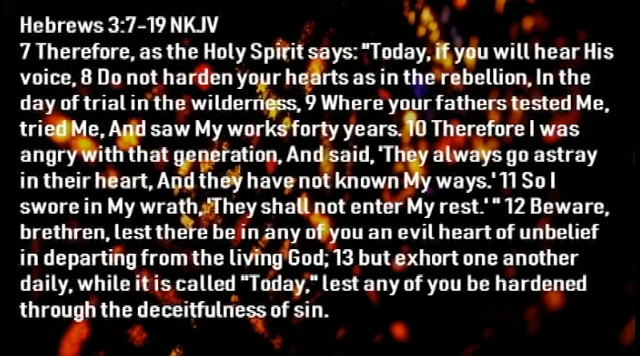 Hebrews 3:7-19 NKJV
7 Therefore, as the Holy Spirit says: "Today, if you will hear His
voice, 8 Do not harden your hearts as in the rebellion, In the
day of trial in the wilderness, 9 Where your fathers tested Me,
tried Me, And saw My works forty years. 10 Therefore I was
angry with that generation, And said, 'They always go astray
in their heart, And they have not known My ways.' 11 So I
swore in My wrath, 'They shall not enter My rest.' " 12 Beware,
brethren, lest there be in any of you an evil heart of unbelief
in departing from the living God; 13 but exhort one another
daily, while it is called "Today," lest any of you be hardened
through the deceitfulness of sin.